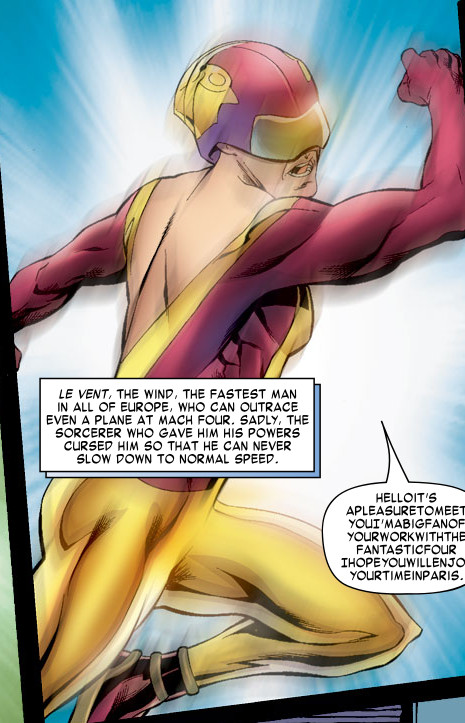 LE VENT, THE WIND, THE FASTEST MAN
IN ALL OF EUROPE, WHO CAN OUTRACE
EVEN A PLANE AT MACH FOUR. SADLY, THE
SORCERER WHO GAVE HIM HIS POWERS
CURSED HIM SO THAT HE CAN NEVER
SLOW DOWN TO NORMAL SPEED.
HELLOIT'S
APLEASURETOMEET
YOUI'MABIGFANOF
YOURWORKWITHTHE
FANTASTICFOUR
IHOPEYOUWILLENJO
YOURTIMEINPARIS.